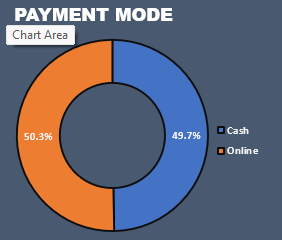 PAYMENT MODE
Chart Area
50.3%
49.7%
Cash
Online